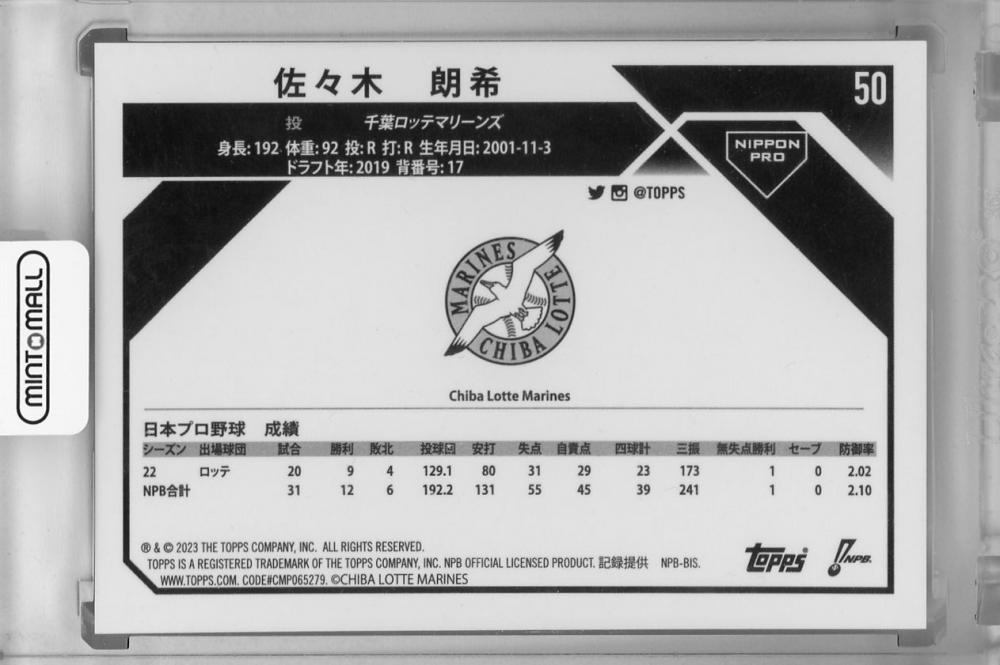 佐々木 朗希
50
投 千葉ロッテマリーンズ
身長: 192 体重: 92 投: R 打: R 生年月日: 2001-11-3
ドラフト年: 2019 背番号: 17
NIPPON
PRO
@TOPPS
MARINES
CHIBA LOTTE
Chiba Lotte Marines
MINTOMALL
日本プロ野球 成績
シーズン 出場球団 試合 勝利 敗北 投球回 安打 失点 自責点 四球計 三振 無失点勝利 セーブ 防御率
22 ロッテ 20 9 4 129.1 80 31 29 23 173 1 0 2.02
NPB合計 31 12 6 192.2 131 55 45 39 241 1 0 2.10
® & © 2023 THE TOPPS COMPANY, INC. ALL RIGHTS RESERVED.
TOPPS IS A REGISTERED TRADEMARK OF THE TOPPS COMPANY, INC. NPB OFFICIAL LICENSED PRODUCT. 記録提供 NPB-BIS.
WWW.TOPPS.COM. CODE#CMP065279. ©CHIBA LOTTE MARINES
Topps
NPB